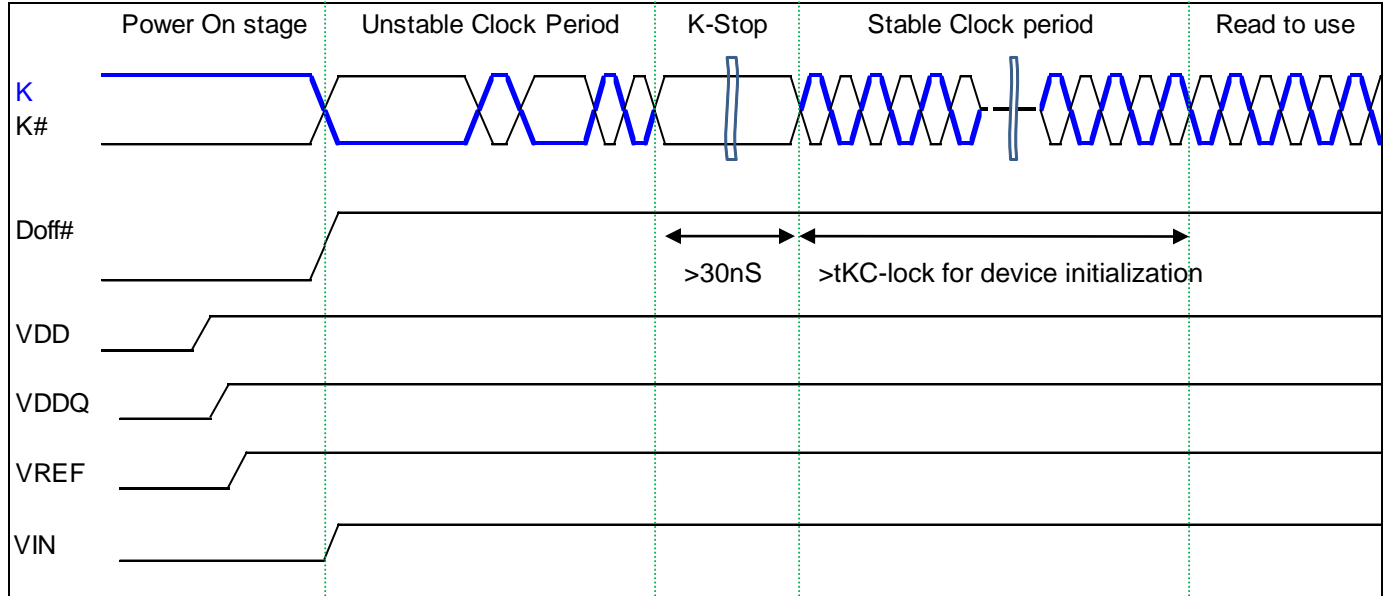 Power On stage Unstable Clock Period K-Stop Stable Clock period Read to use
K
K#
Doff#
>30nS >tKC-lock for device initialization
VDD
VDDQ
VREF
VIN